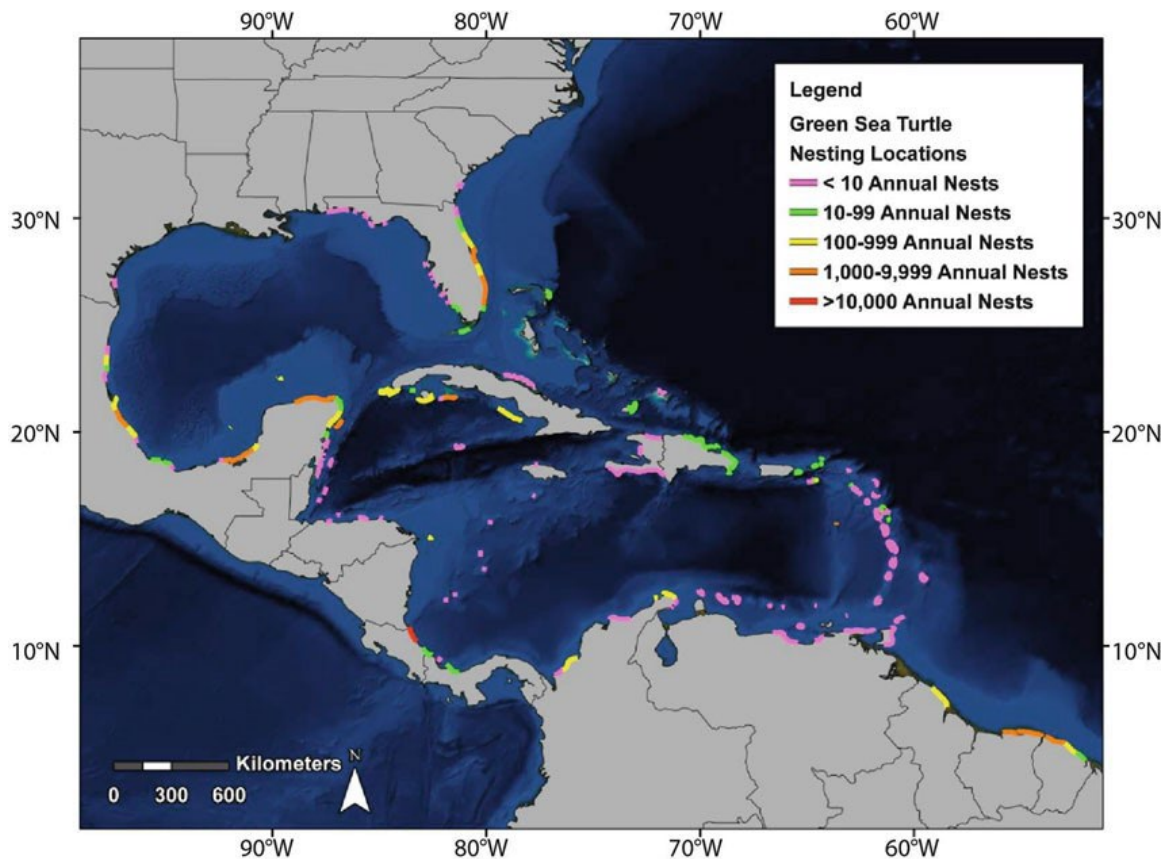 90°W 80°W 70°W 60°W
Legend
Green Sea Turtle
Nesting Locations
< 10 Annual Nests
10-99 Annual Nests
100-999 Annual Nests
1,000-9,999 Annual Nests
>10,000 Annual Nests
30°N 30°N
20°N 20°N
10°N 10°N
N
Kilometers
0 300 600
90°W 80°W 70°W 60°W